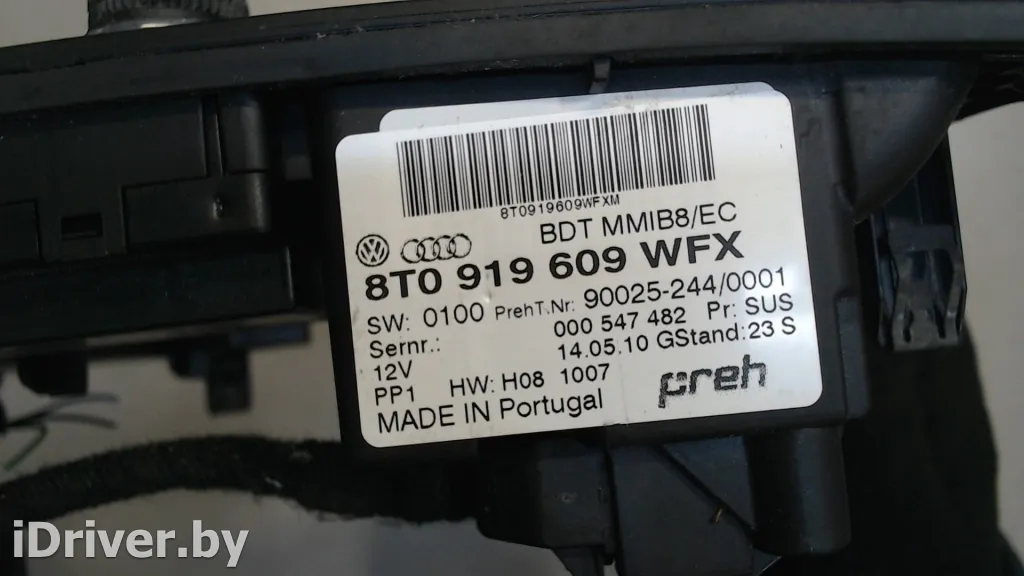 8T0919609WFXM
BDT MMIB8/EC
8T0 919 609 WFX
SW: 0100 PrehT.Nr: 90025-244/0001
Sernr.: 000 547 482 Pr: SUS
12V 14.05.10 GStand: 23 S
PP1 HW: H08 1007
MADE IN Portugal preh
iDriver.by